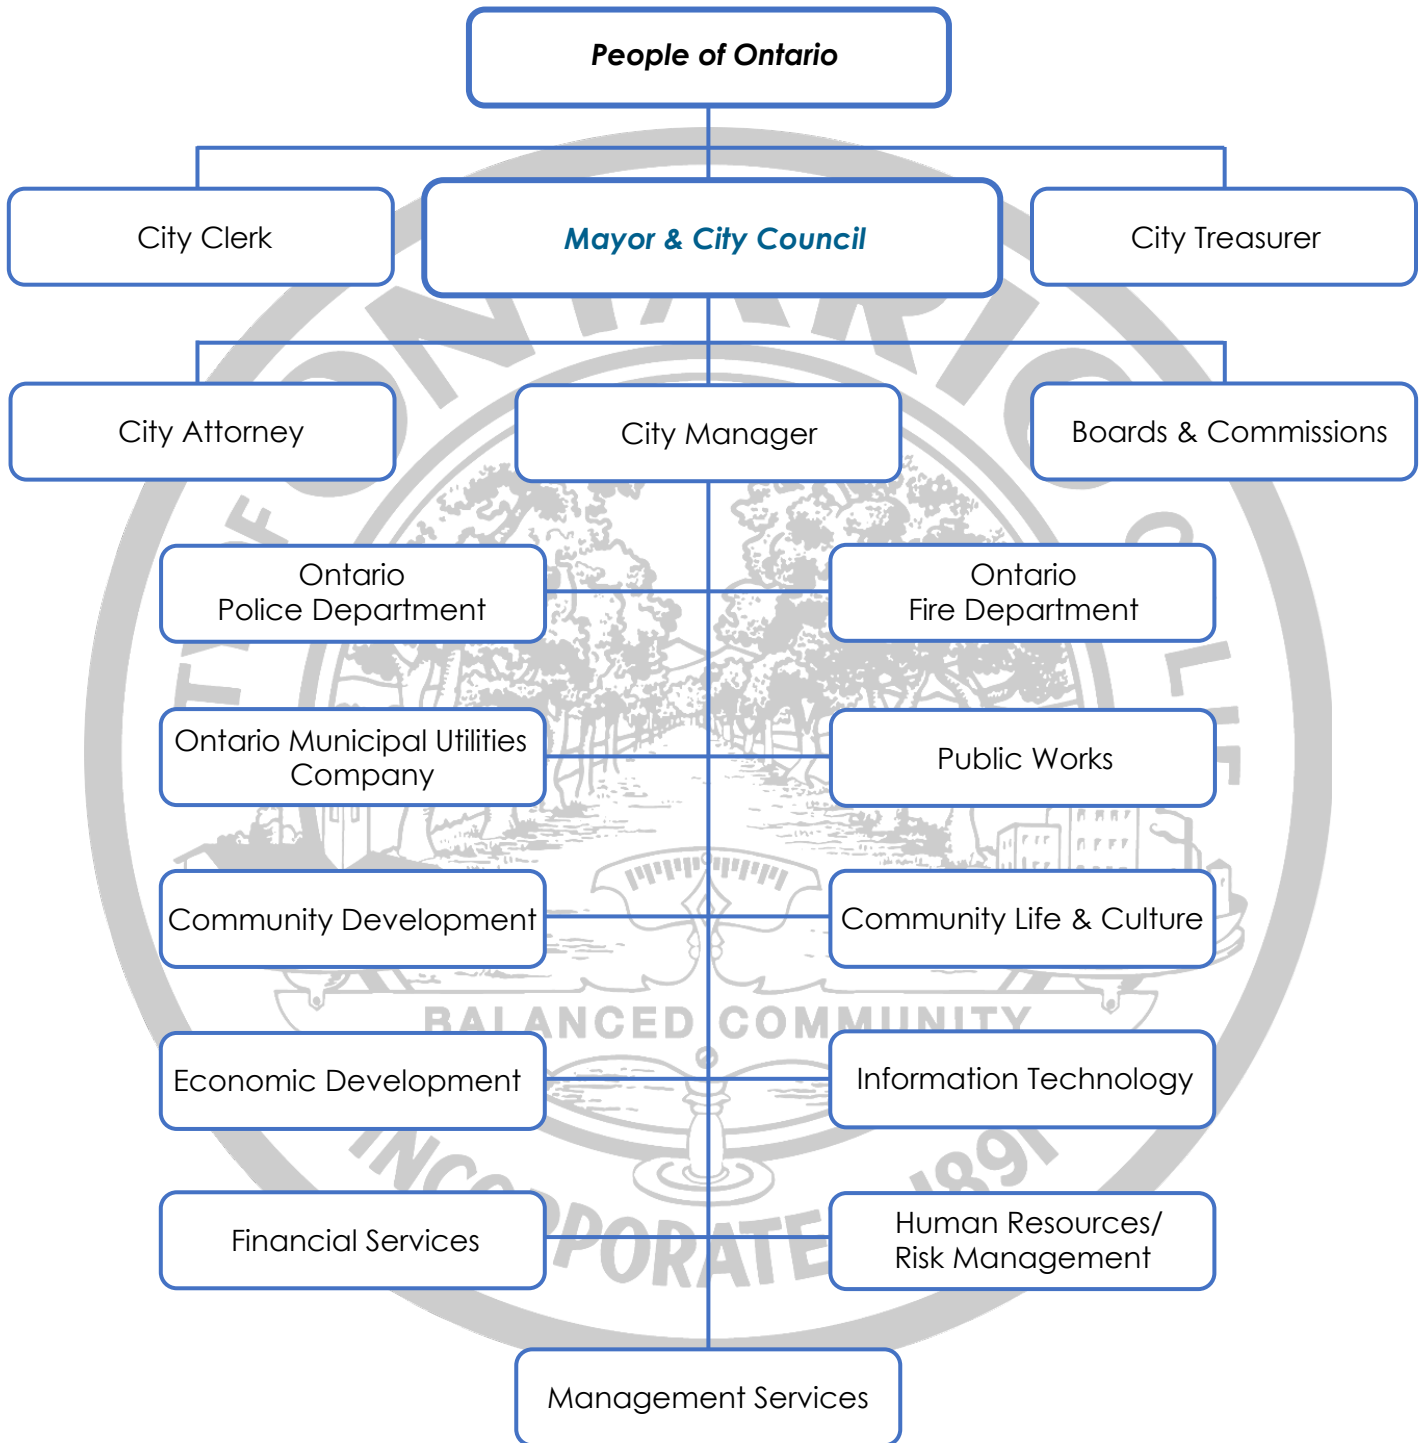 People of Ontario
City Clerk
Mayor & City Council
City Treasurer
City Attorney
City Manager
Boards & Commissions
Ontario
Police Department
Ontario
Fire Department
Ontario Municipal Utilities
Company
Public Works
Community Development
Community Life & Culture
BALANCED COMMUNITY
Economic Development
Information Technology
Financial Services
Human Resources/
Risk Management
Management Services
ONTARIO
1891